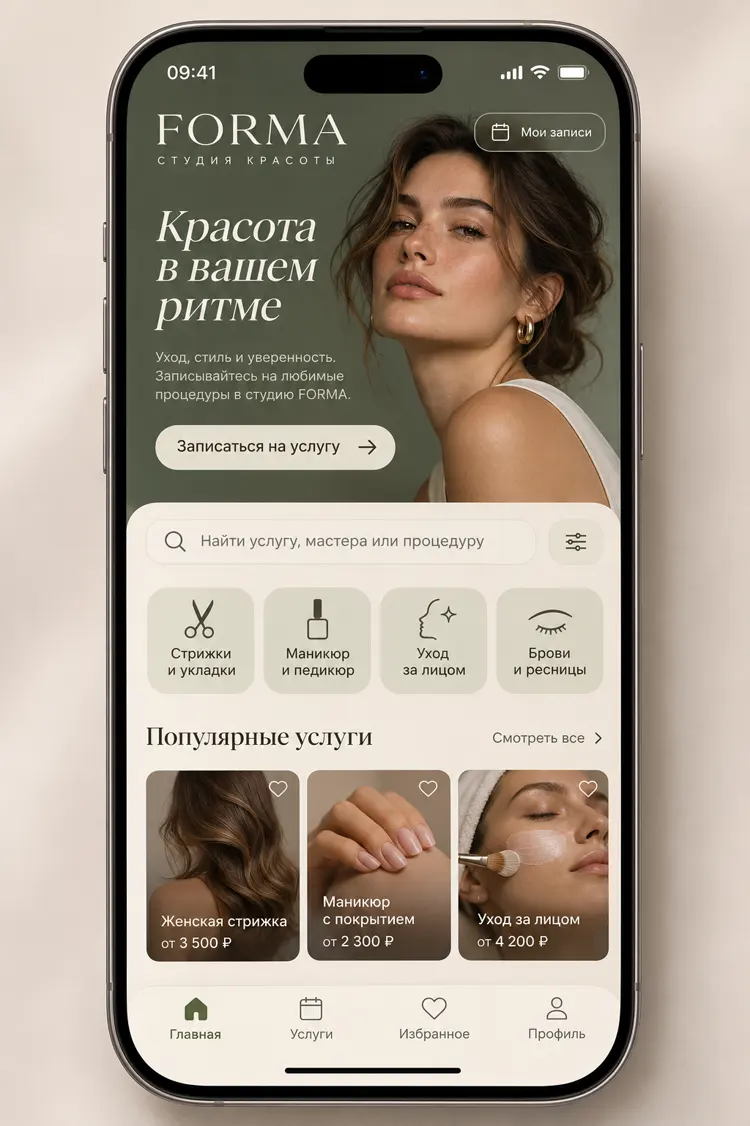 09:41
FORMA
СТУДИЯ КРАСОТЫ
Мои записи
Красота
в вашем
ритме
Уход, стиль и уверенность.
Записывайтесь на любимые
процедуры в студию FORMA.
Записаться на услугу
Найти услугу, мастера или процедуру
Стрижки
и укладки
Маникюр
и педикюр
Уход
за лицом
Брови
и ресницы
Популярные услуги
Смотреть все
Женская стрижка
от 3 500 ₽
Маникюр
с покрытием
от 2 300 ₽
Уход за лицом
от 4 200 ₽
Главная
Услуги
Избранное
Профиль